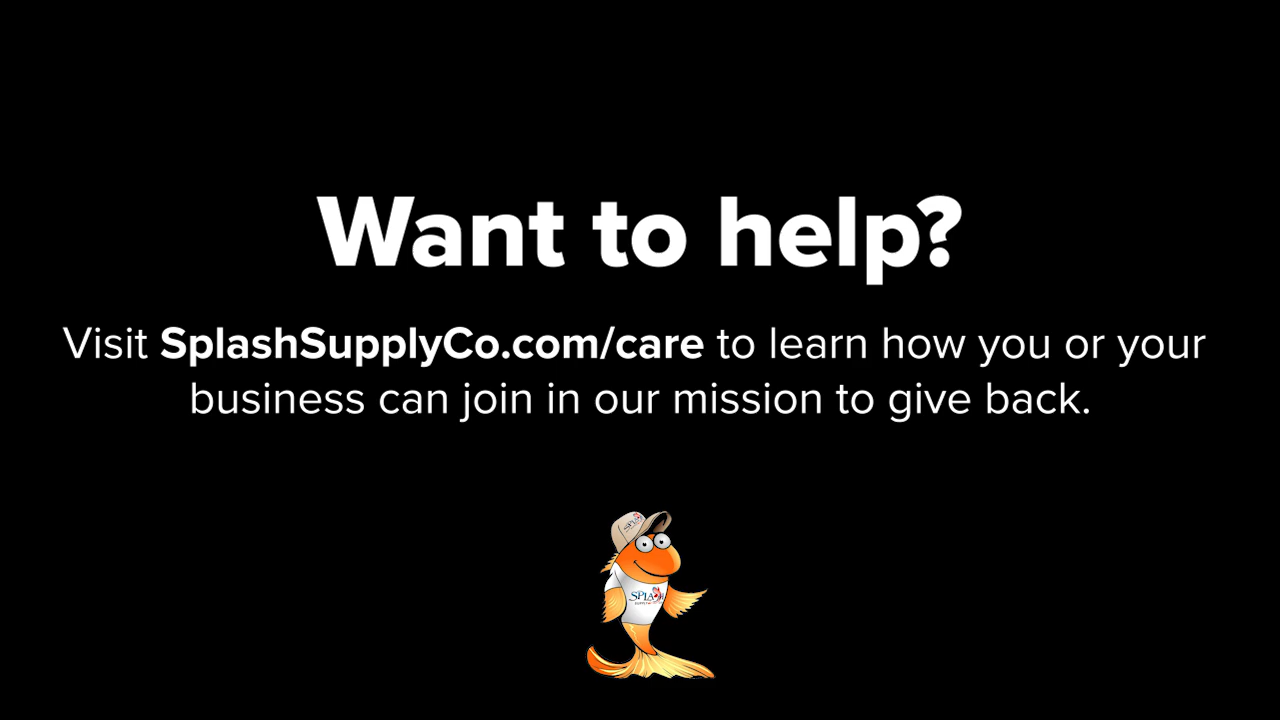 Want to help?
Visit SplashSupplyCo.com/care to learn how you or your
business can join in our mission to give back.
SPLASH